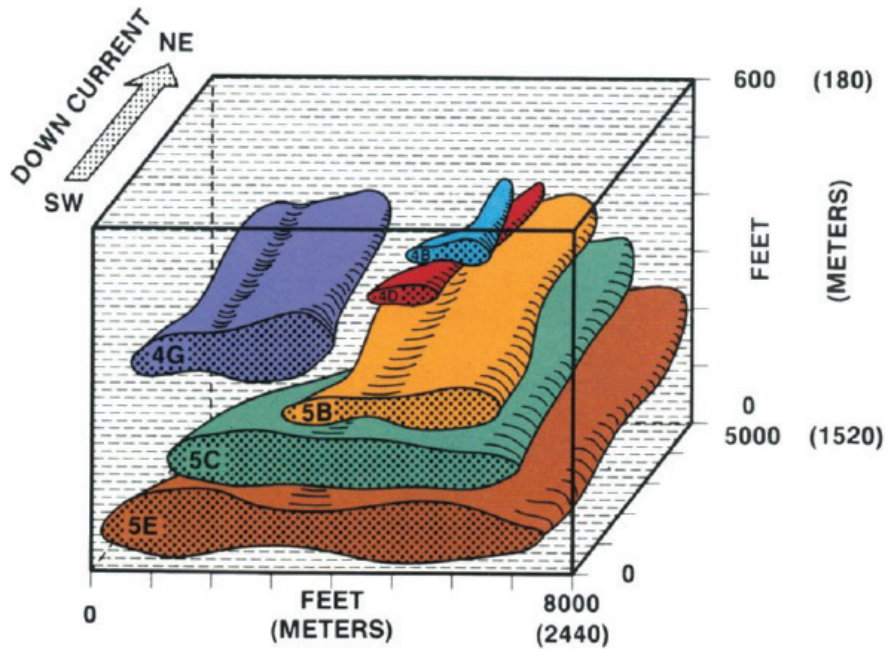 NE
DOWN CURRENT
SW
600 (180)
FEET
(METERS)
4B
4D
4G
5B
5C
5E
0
5000 (1520)
0
0
FEET
(METERS)
8000
(2440)